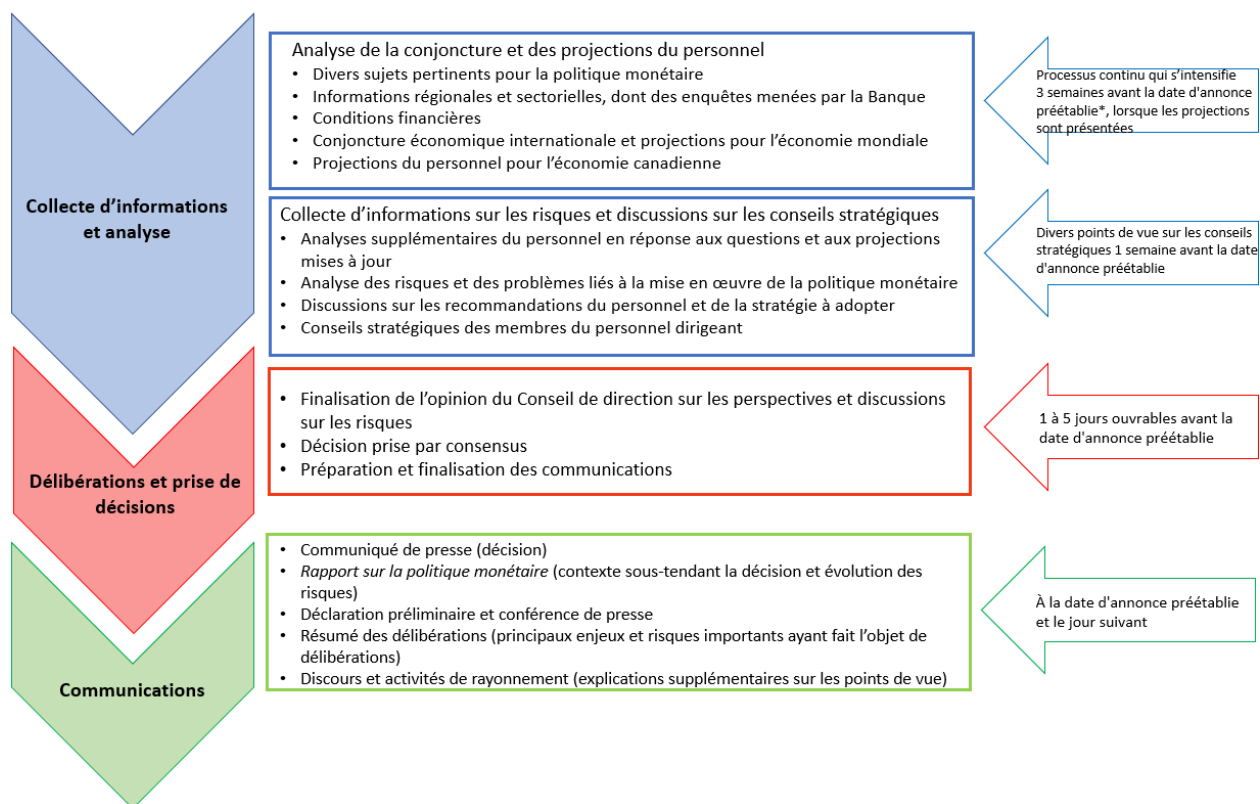 Analyse de la conjoncture et des projections du personnel
• Divers sujets pertinents pour la politique monétaire
• Informations régionales et sectorielles, dont des enquêtes menées par la Banque
• Conditions financières
• Conjoncture économique internationale et projections pour l’économie mondiale
• Projections du personnel pour l’économie canadienne
Processus continu qui s’intensifie
3 semaines avant la date d'annonce
préétablie*, lorsque les projections
sont présentées
Collecte d’informations
et analyse
Collecte d’informations sur les risques et discussions sur les conseils stratégiques
• Analyses supplémentaires du personnel en réponse aux questions et aux projections
mises à jour
• Analyse des risques et des problèmes liés à la mise en œuvre de la politique monétaire
• Discussions sur les recommandations du personnel et de la stratégie à adopter
• Conseils stratégiques des membres du personnel dirigeant
Divers points de vue sur les conseils
stratégiques 1 semaine avant la date
d'annonce préétablie
Délibérations et prise de
décisions
• Finalisation de l’opinion du Conseil de direction sur les perspectives et discussions
sur les risques
• Décision prise par consensus
• Préparation et finalisation des communications
1 à 5 jours ouvrables avant la
date d'annonce préétablie
Communications
• Communiqué de presse (décision)
• Rapport sur la politique monétaire (contexte sous-tendant la décision et évolution des
risques)
• Déclaration préliminaire et conférence de presse
• Résumé des délibérations (principaux enjeux et risques importants ayant fait l’objet de
délibérations)
• Discours et activités de rayonnement (explications supplémentaires sur les points de vue)
À la date d'annonce préétablie
et le jour suivant